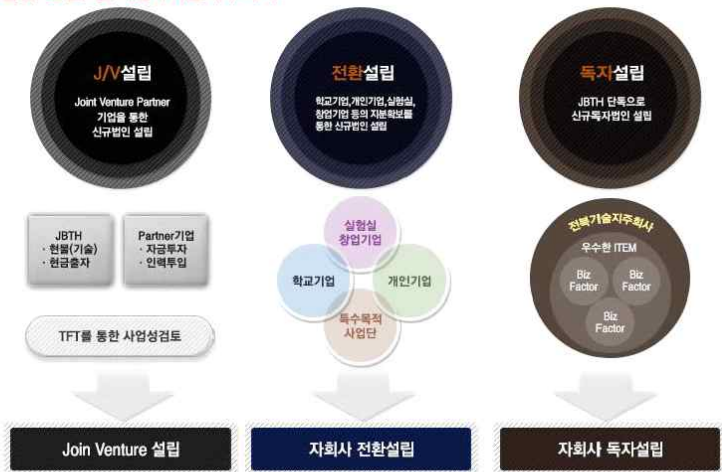 J/V설립
Joint Venture Partner
기업을 통한
신규법인 설립
전환설립
학교기업,개인기업,실험실,
창업기업 등의 지분확보를
통한 신규법인 설립
독자설립
JBTH 단독으로
신규독자법인 설립
JBTH
· 현물(기술)
· 현금출자
Partner기업
· 자금투자
· 인력투입
TFT를 통한 사업성검토
실험실
창업기업
학교기업
개인기업
특수목적
사업단
전북기술지주회사
우수한 ITEM
Biz
Factor
Biz
Factor
Biz
Factor
Join Venture 설립
자회사 전환설립
자회사 독자설립